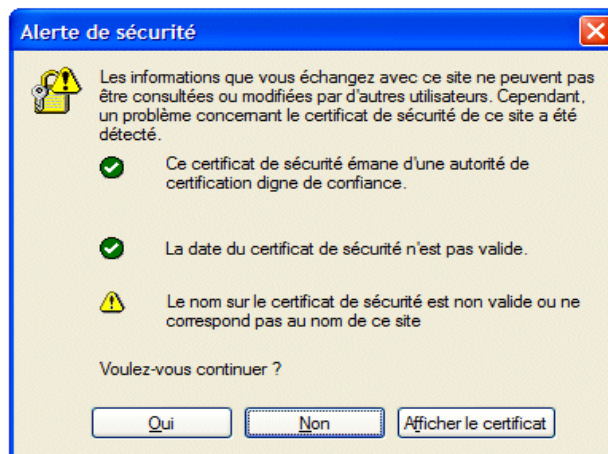 Alerte de sécurité
Les informations que vous échangez avec ce site ne peuvent pas
être consultées ou modifiées par d'autres utilisateurs. Cependant,
un problème concernant le certificat de sécurité de ce site a été
détecté.
Ce certificat de sécurité émane d'une autorité de
certification digne de confiance.
La date du certificat de sécurité n'est pas valide.
Le nom sur le certificat de sécurité est non valide ou ne
correspond pas au nom de ce site
Voulez-vous continuer ?
Oui Non Afficher le certificat